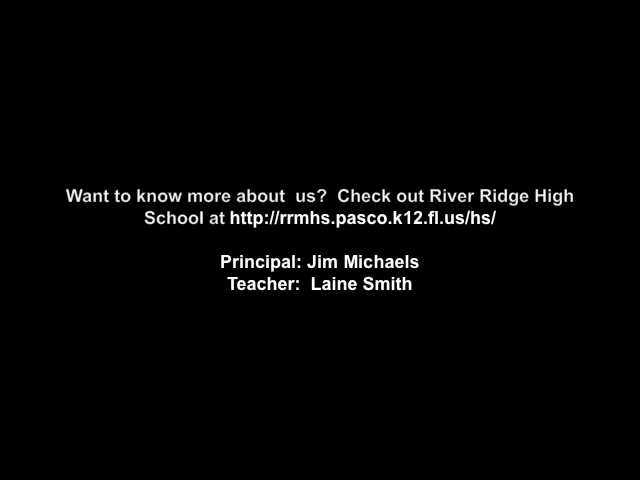 Want to know more about  us?  Check out River Ridge High
School at http://rrmhs.pasco.k12.fl.us/hs/
Principal: Jim Michaels
Teacher:  Laine Smith